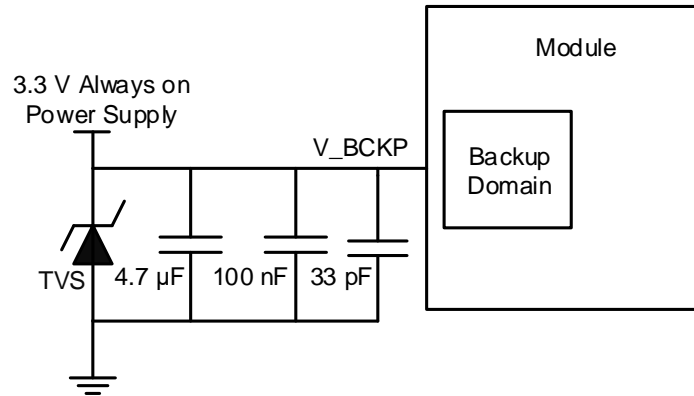 Module
3.3 V Always on
Power Supply
V_BCKP
Backup
Domain
TVS
4.7 µF
100 nF
33 pF